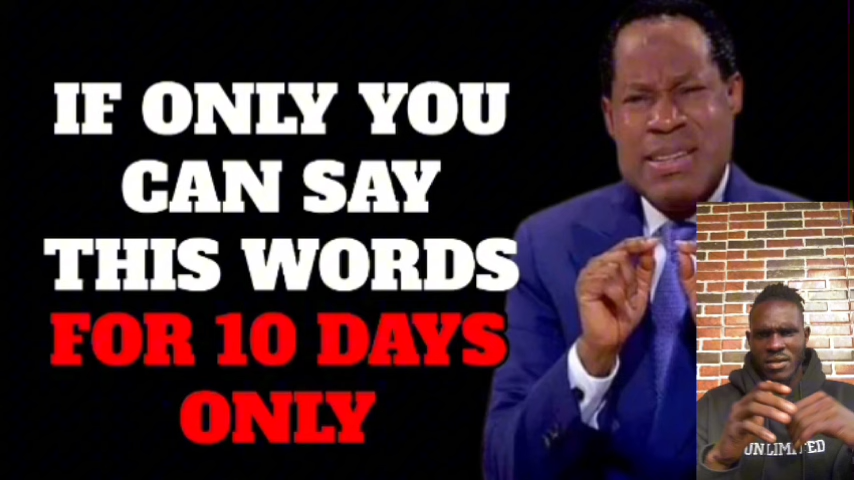 IF ONLY YOU
CAN SAY
THIS WORDS
FOR 10 DAYS
ONLY
UNLIMITED